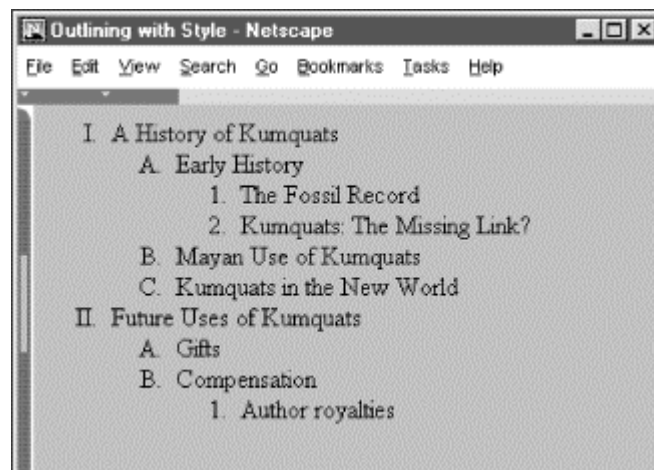 Outlining with Style - Netscape
File Edit View Search Go Bookmarks Tasks Help
I. A History of Kumquats
A. Early History
1. The Fossil Record
2. Kumquats: The Missing Link?
B. Mayan Use of Kumquats
C. Kumquats in the New World
II. Future Uses of Kumquats
A. Gifts
B. Compensation
1. Author royalties